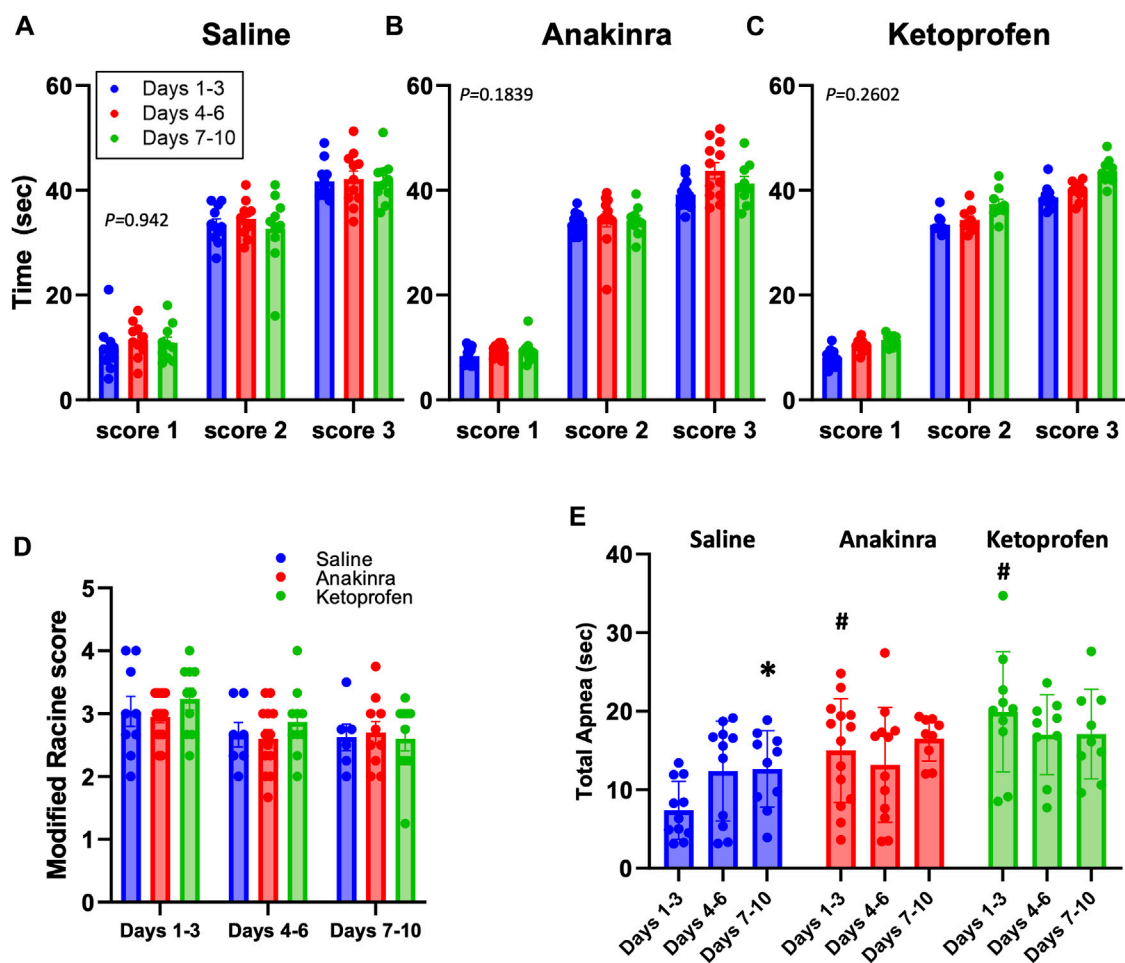 A
Saline
B
Anakinra
C
Ketoprofen
Time (sec)
60
40
20
0
Days 1-3
Days 4-6
Days 7-10
P=0.942
score 1
score 2
score 3
60
40
20
0
P=0.1839
score 1
score 2
score 3
60
40
20
0
P=0.2602
score 1
score 2
score 3
D
Saline
Anakinra
Ketoprofen
Modified Racine score
5
4
3
2
1
0
Days 1-3
Days 4-6
Days 7-10
E
Saline
Anakinra
Ketoprofen
Total Apnea (sec)
40
30
20
10
0
*
#
#
Days 1-3
Days 4-6
Days 7-10
Days 1-3
Days 4-6
Days 7-10
Days 1-3
Days 4-6
Days 7-10